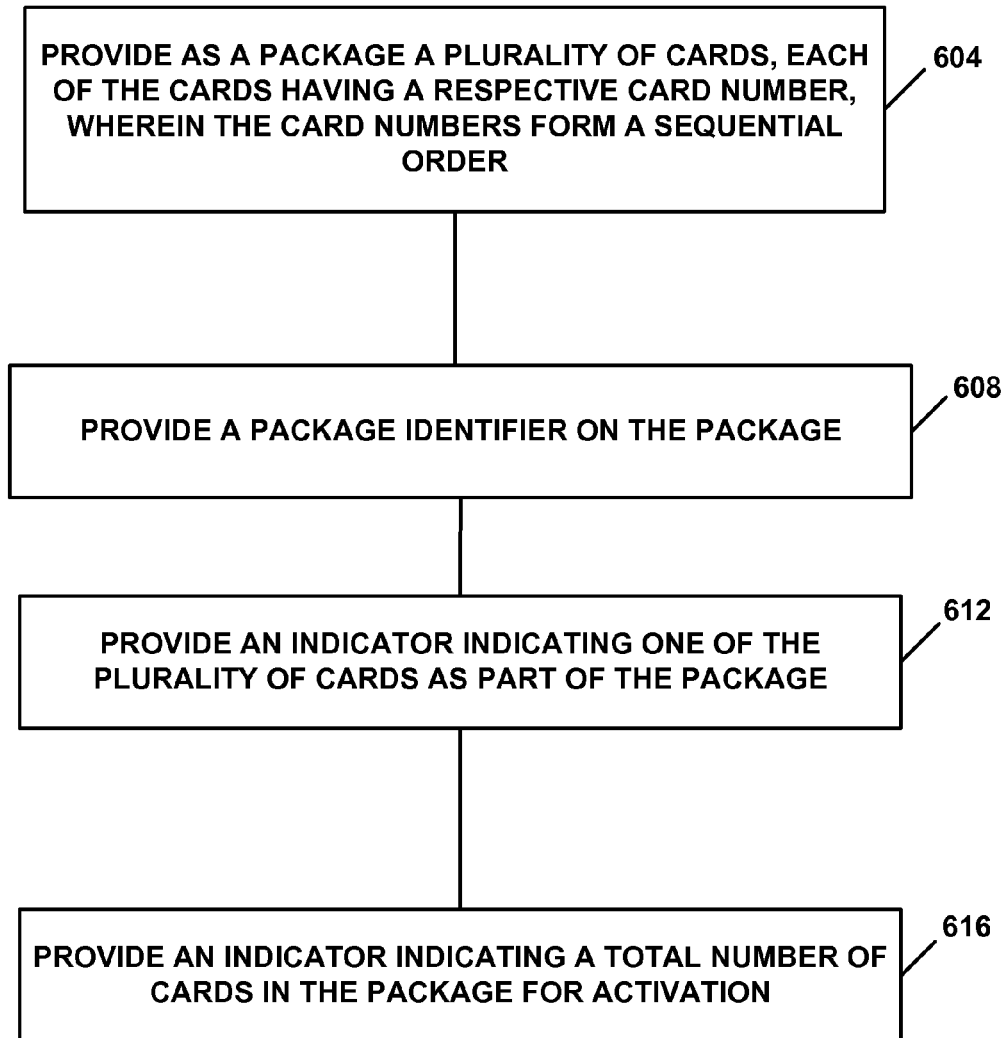 PROVIDE AS A PACKAGE A PLURALITY OF CARDS, EACH
OF THE CARDS HAVING A RESPECTIVE CARD NUMBER,
WHEREIN THE CARD NUMBERS FORM A SEQUENTIAL
ORDER
604
PROVIDE A PACKAGE IDENTIFIER ON THE PACKAGE
608
PROVIDE AN INDICATOR INDICATING ONE OF THE
PLURALITY OF CARDS AS PART OF THE PACKAGE
612
PROVIDE AN INDICATOR INDICATING A TOTAL NUMBER OF
CARDS IN THE PACKAGE FOR ACTIVATION
616